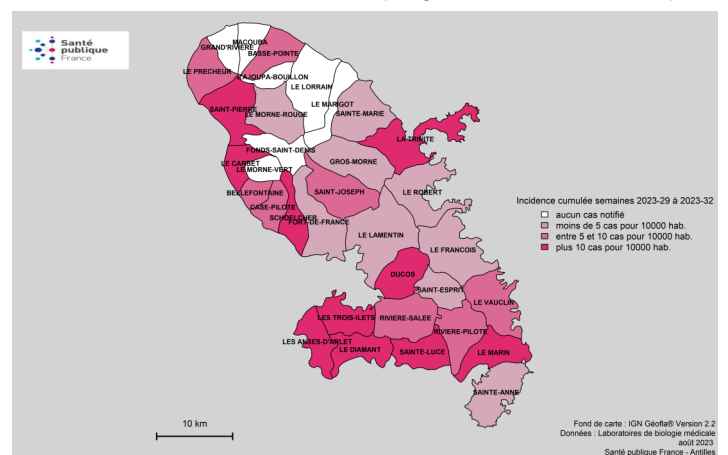 Santé
publique
France
MACOUBA
GRAND'RIVIERE
BASSE-POINTE
LE PRECHEUR
L'AJOUPA-BOUILLON
LE LORRAIN
LE MARIGOT
SAINT-PIERRE
LE MORNE-ROUGE
SAINTE-MARIE
LA TRINITE
FONDS-SAINT-DENIS
LE CARBET
LE MORNE-VERT
GROS-MORNE
BELLEFONTAINE
SAINT-JOSEPH
LE ROBERT
CASE-PILOTE
SCHOELCHER
FORT-DE-FRANCE
LE LAMENTIN
LE FRANCOIS
DUCOS
SAINT-ESPRIT
LE VAUCLIN
LES TROIS-ILETS
RIVIERE-SALEE
RIVIERE-PILOTE
LES ANSES-D'ARLET
LE DIAMANT
SAINTE-LUCE
LE MARIN
SAINTE-ANNE
Incidence cumulée semaines 2023-29 à 2023-32
aucun cas notifié
moins de 5 cas pour 10000 hab.
entre 5 et 10 cas pour 10000 hab.
plus 10 cas pour 10000 hab.
10 km
Fond de carte : IGN Géofla® Version 2.2
Données : Laboratoires de biologie médicale
août 2023
Santé publique France - Antilles